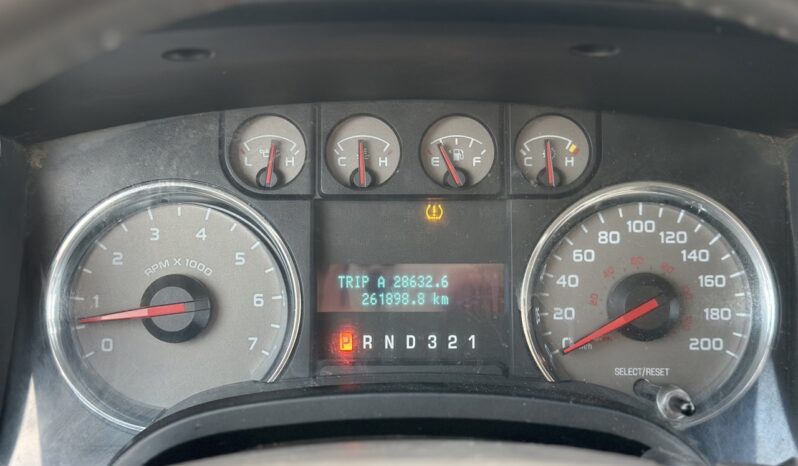 L H
C H
E F
C H
0 1 2 3 4 5 6 7
RPM X 1000
TRIP A 28632.6
261898.8 km
P R N D 3 2 1
0 20 40 60 80 100 120 140 160 180 200
SELECT/RESET